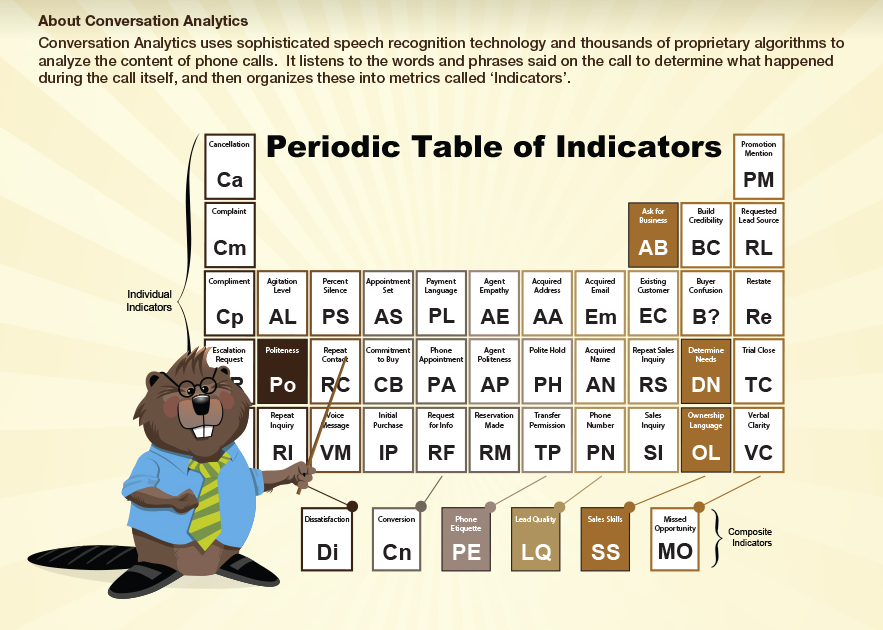 About Conversation Analytics
Conversation Analytics uses sophisticated speech recognition technology and thousands of proprietary algorithms to
analyze the content of phone calls.  It listens to the words and phrases said on the call to determine what happened
during the call itself, and then organizes these into metrics called ‘Indicators’.
Periodic Table of Indicators
Cancellation
Ca
Promotion
Mention
PM
Complaint
Cm
Ask for
Business
AB
Build
Credibility
BC
Requested
Lead Source
RL
Individual
Indicators
Compliment
Cp
Agitation
Level
AL
Percent
Silence
PS
Appointment
Set
AS
Payment
Language
PL
Agent
Empathy
AE
Acquired
Address
AA
Acquired
Email
Em
Existing
Customer
EC
Buyer
Confusion
B?
Restate
Re
Escalation
Request
Politeness
Po
Repeat
Contact
RC
Commitment
to Buy
CB
Phone
Appointment
PA
Agent
Politeness
AP
Polite Hold
PH
Acquired
Name
AN
Repeat Sales
Inquiry
RS
Determine
Needs
DN
Trial Close
TC
Repeat
Inquiry
RI
Voice
Message
VM
Initial
Purchase
IP
Request
for Info
RF
Reservation
Made
RM
Transfer
Permission
TP
Phone
Number
PN
Sales
Inquiry
SI
Ownership
Language
OL
Verbal
Clarity
VC
Dissatisfaction
Di
Conversion
Cn
Phone
Etiquette
PE
Lead Quality
LQ
Sales Skills
SS
Missed
Opportunity
MO
Composite
Indicators